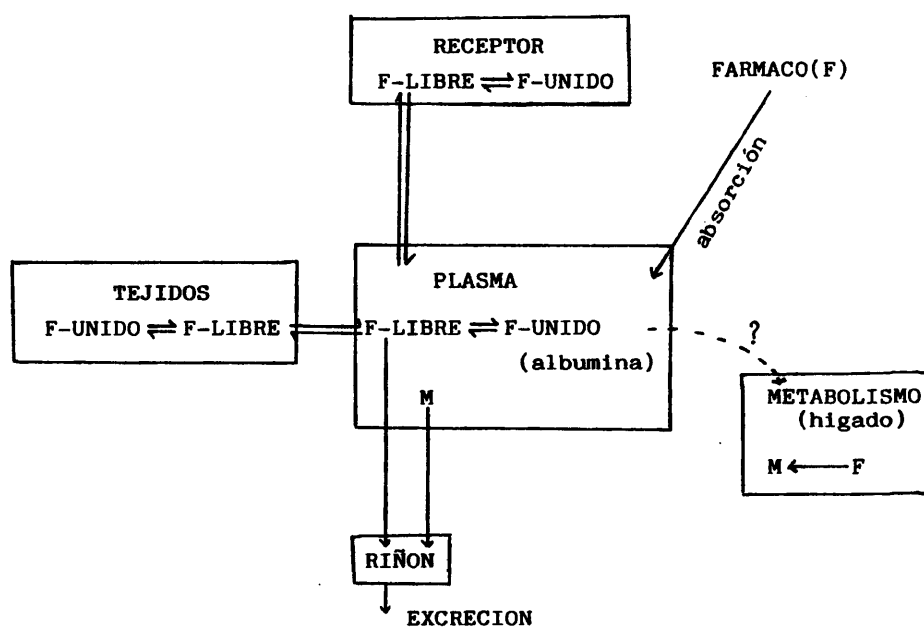 RECEPTOR
F-LIBRE ⇌ F-UNIDO
FARMACO(F)
absorción
PLASMA
F-LIBRE ⇌ F-UNIDO
(albumina)
M
TEJIDOS
F-UNIDO ⇌ F-LIBRE
?
METABOLISMO
(higado)
M ← F
RIÑON
EXCRECION